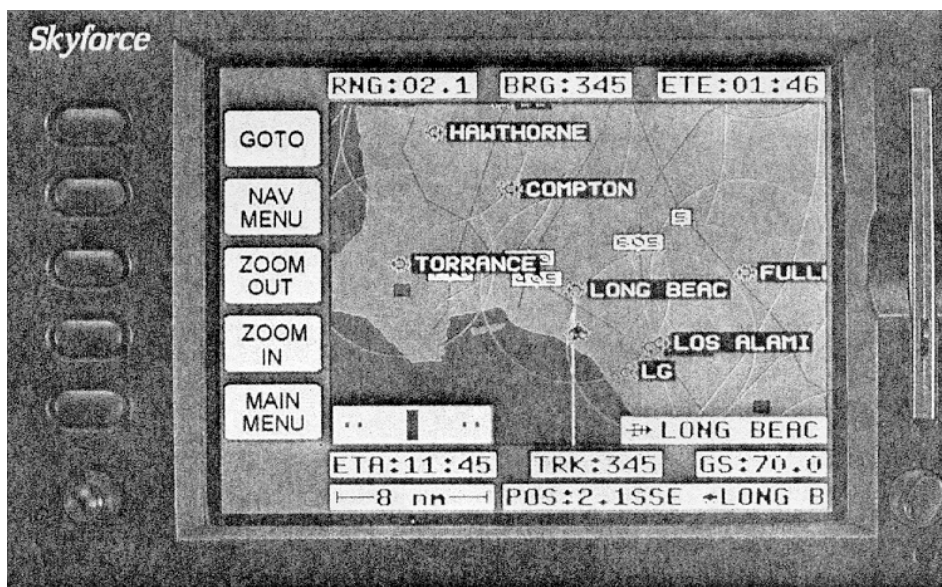 Skyforce
RNG:02.1 BRG:345 ETE:01:46
GOTO
HAWTHORNE
NAV
MENU
COMPTON
5
605
ZOOM
OUT
TORRANCE
FULLI
LONG BEAC
ZOOM
IN
LOS ALAMI
LG
MAIN
MENU
LONG BEAC
ETA:11:45 TRK:345 GS:70.0
8 nm POS:2.1SSE ←LONG B